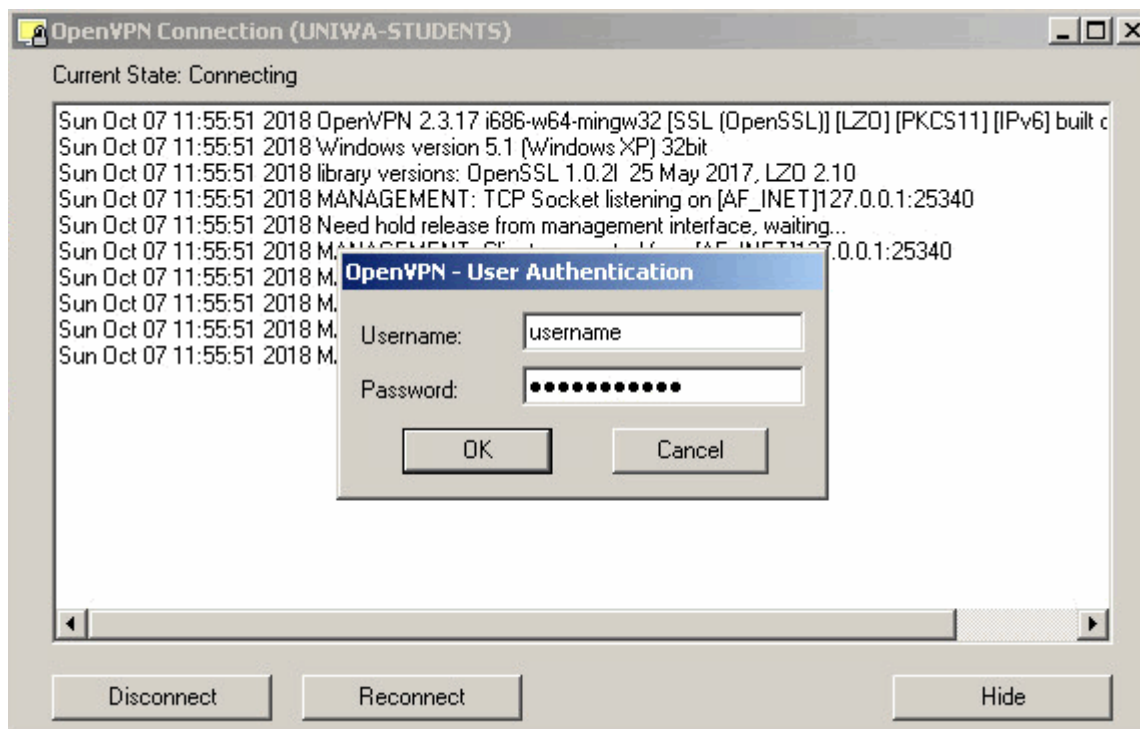 OpenVPN Connection (UNIWA-STUDENTS)
Current State: Connecting
Sun Oct 07 11:55:51 2018 OpenVPN 2.3.17 i686-w64-mingw32 [SSL (OpenSSL)] [LZO] [PKCS11] [IPv6] built
Sun Oct 07 11:55:51 2018 Windows version 5.1 (Windows XP) 32bit
Sun Oct 07 11:55:51 2018 library versions: OpenSSL 1.0.2l 25 May 2017, LZO 2.10
Sun Oct 07 11:55:51 2018 MANAGEMENT: TCP Socket listening on [AF_INET]127.0.0.1:25340
Sun Oct 07 11:55:51 2018 Need hold release from management interface, waiting...
Sun Oct 07 11:55:51 2018 MANAGEMENT: Client connected from [AF_INET]127.0.0.1:25340
Sun Oct 07 11:55:51 2018 M
Sun Oct 07 11:55:51 2018 M
Sun Oct 07 11:55:51 2018 M
Sun Oct 07 11:55:51 2018 M
OpenVPN - User Authentication
Username: username
Password: ●●●●●●●●●●●
OK Cancel
Disconnect Reconnect Hide